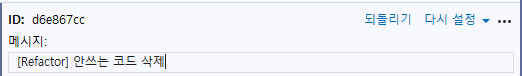 ID: d6e867cc 되돌리기 다시 설정 ...
메시지:
[Refactor] 안쓰는 코드 삭제